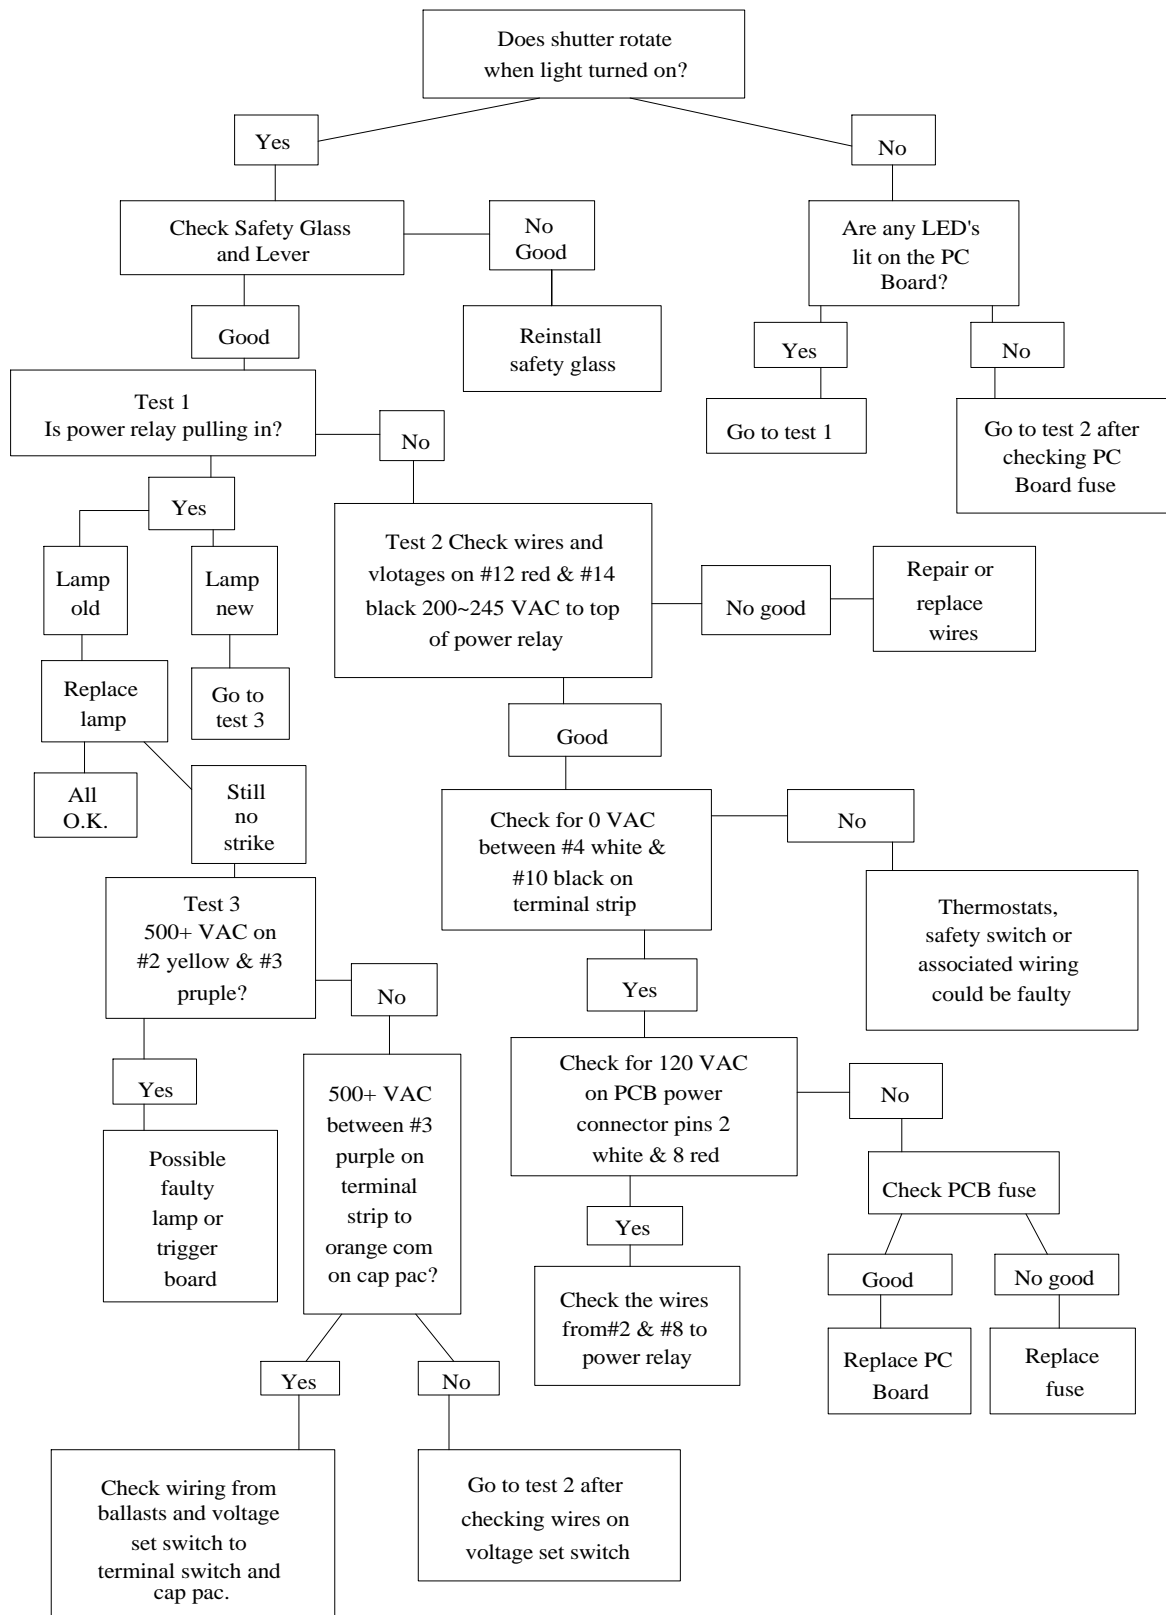 Does shutter rotate
when light turned on?
Yes
No
Check Safety Glass
and Lever
No
Good
Are any LED's
lit on the PC
Board?
Good
Reinstall
safety glass
Yes
No
Test 1
Is power relay pulling in?
No
Go to test 1
Go to test 2 after
checking PC
Board fuse
Yes
Lamp
old
Lamp
new
Test 2 Check wires and
vlotages on #12 red & #14
black 200~245 VAC to top
of power relay
No good
Repair or
replace
wires
Replace
lamp
Go to
test 3
Good
All
O.K.
Still
no
strike
Check for 0 VAC
between #4 white &
#10 black on
terminal strip
No
Thermostats,
safety switch or
associated wiring
could be faulty
Test 3
500+ VAC on
#2 yellow & #3
pruple?
No
Yes
Yes
500+ VAC
between #3
purple on
terminal
strip to
orange com
on cap pac?
Check for 120 VAC
on PCB power
connector pins 2
white & 8 red
No
Possible
faulty
lamp or
trigger
board
Check PCB fuse
Yes
Good
No good
Check the wires
from#2 & #8 to
power relay
Replace PC
Board
Replace
fuse
Yes
No
Check wiring from
ballasts and voltage
set switch to
terminal switch and
cap pac.
Go to test 2 after
checking wires on
voltage set switch